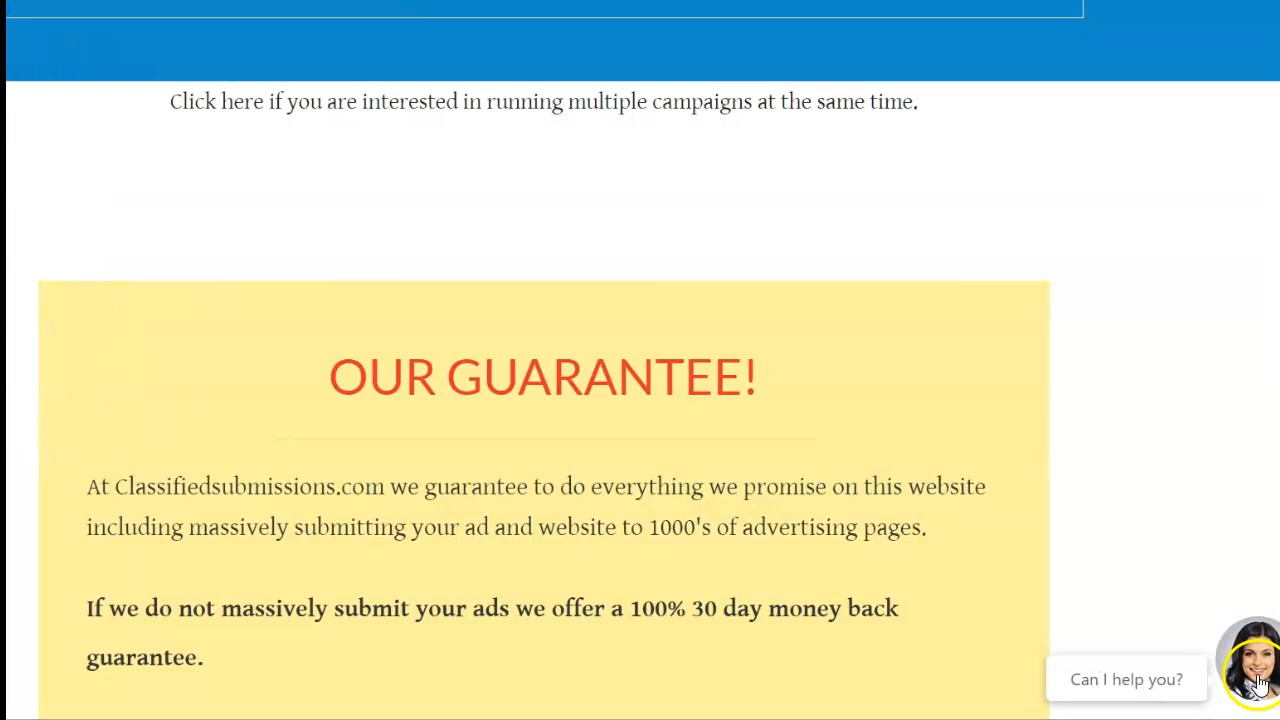 Click here if you are interested in running multiple campaigns at the same time.
OUR GUARANTEE!
At Classifiedsubmissions.com we guarantee to do everything we promise on this website
including massively submitting your ad and website to 1000's of advertising pages.
If we do not massively submit your ads we offer a 100% 30 day money back
guarantee.
Can I help you?